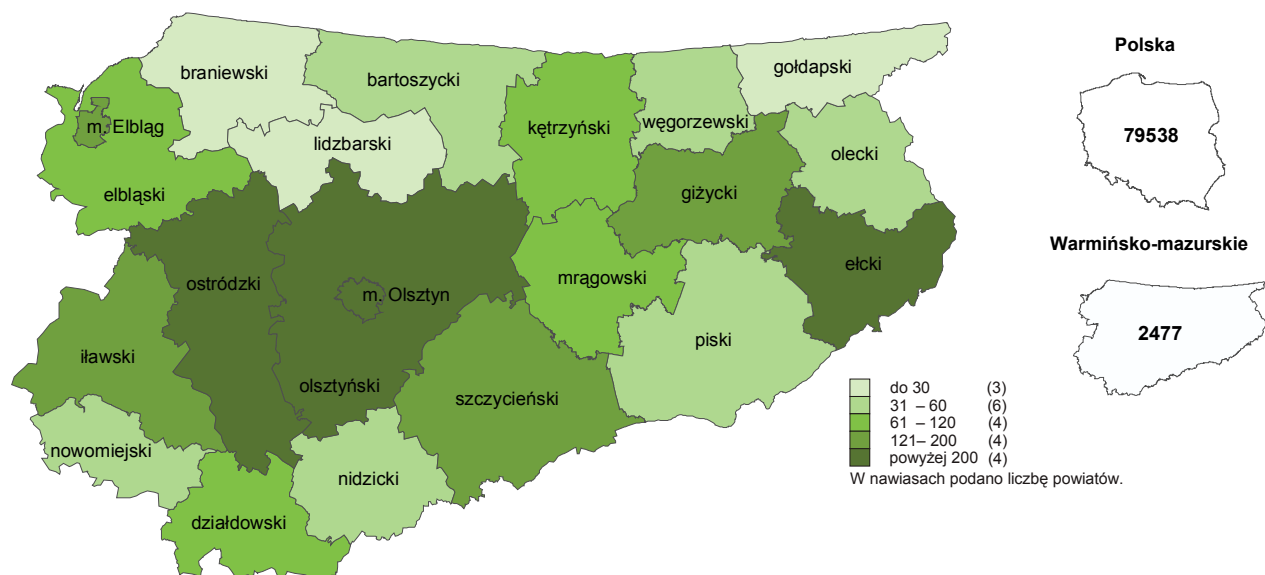 braniewski
bartoszycki
gołdapski
m. Elbląg
kętrzyński
węgorzewski
lidzbarski
olecki
elbląski
giżycki
ostródzki
m. Olsztyn
mrągowski
ełcki
iławski
piski
olsztyński
szczycieński
nowomiejski
nidzicki
działdowski
Polska
79538
Warmińsko-mazurskie
2477
do 30 (3)
31 – 60 (6)
61 – 120 (4)
121– 200 (4)
powyżej 200 (4)
W nawiasach podano liczbę powiatów.